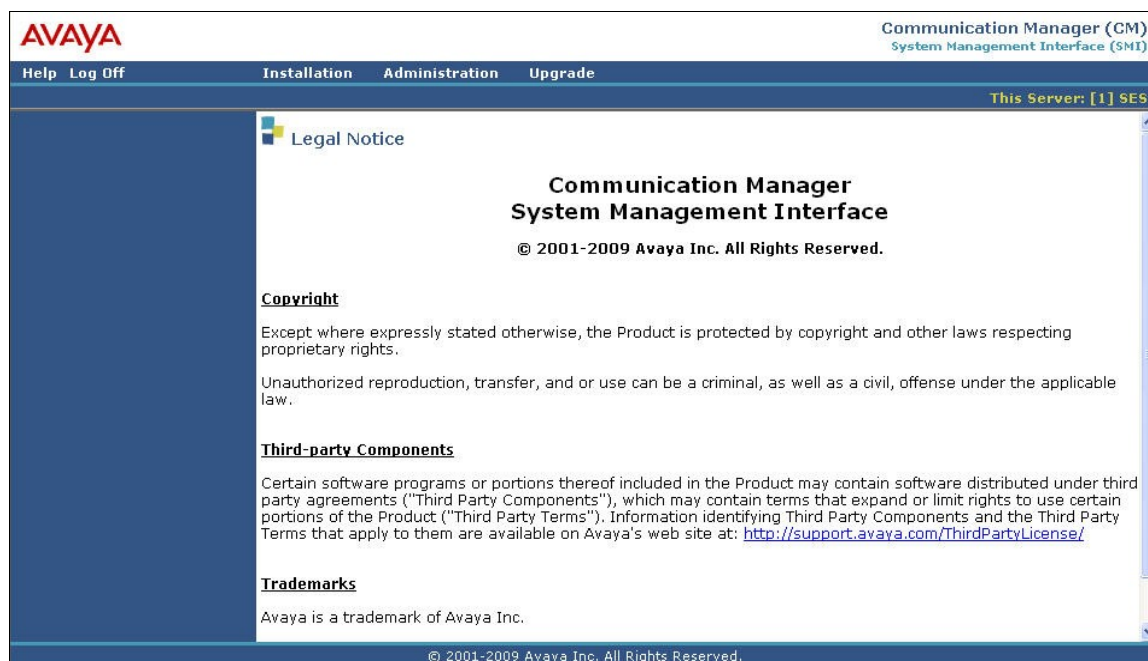 AVAYA
Communication Manager (CM)
System Management Interface (SMI)
Help Log Off Installation Administration Upgrade
This Server: [1] SES
Legal Notice
Communication Manager
System Management Interface
© 2001-2009 Avaya Inc. All Rights Reserved.
Copyright
Except where expressly stated otherwise, the Product is protected by copyright and other laws respecting
proprietary rights.
Unauthorized reproduction, transfer, and or use can be a criminal, as well as a civil, offense under the applicable
law.
Third-party Components
Certain software programs or portions thereof included in the Product may contain software distributed under third
party agreements ("Third Party Components"), which may contain terms that expand or limit rights to use certain
portions of the Product ("Third Party Terms"). Information identifying Third Party Components and the Third Party
Terms that apply to them are available on Avaya's web site at: http://support.avaya.com/ThirdPartyLicense/
Trademarks
Avaya is a trademark of Avaya Inc.
© 2001-2009 Avaya Inc. All Rights Reserved.